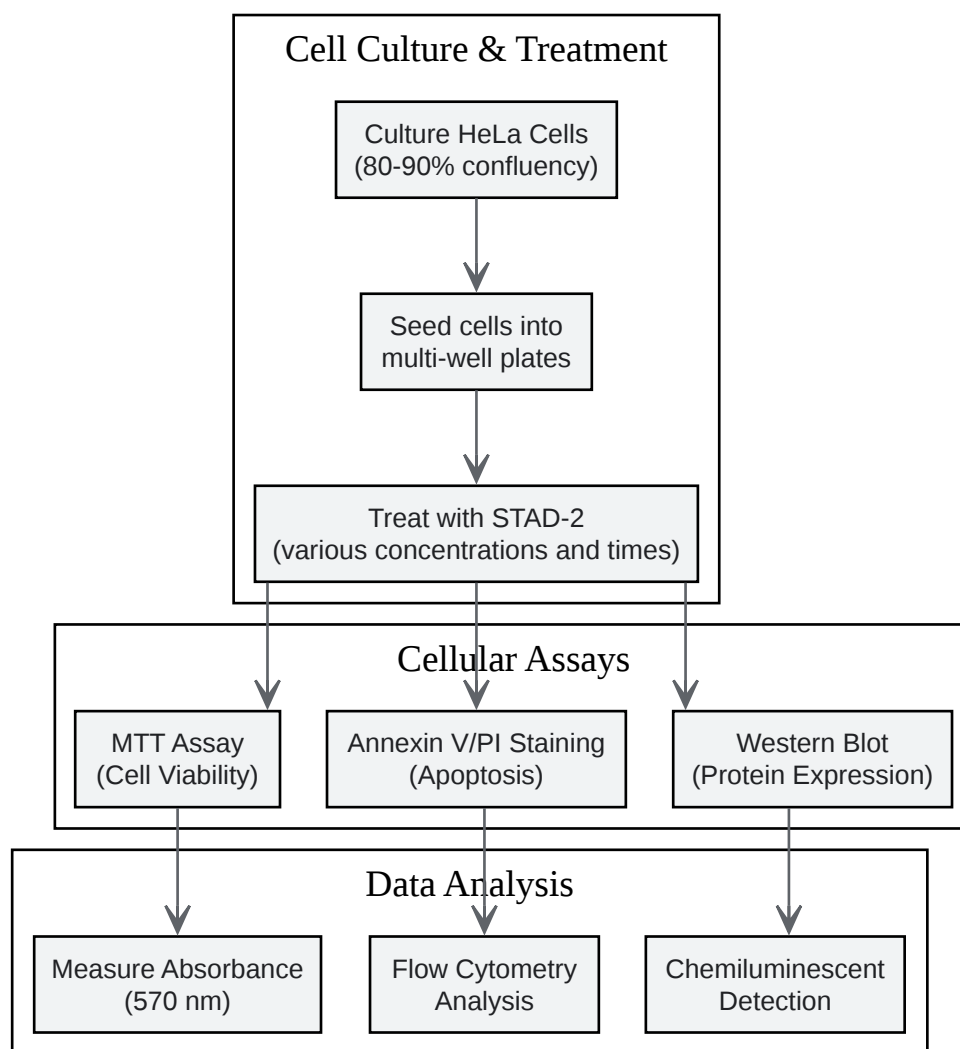 Cell Culture & Treatment
Culture HeLa Cells
(80-90% confluency)
Seed cells into
multi-well plates
Treat with STAD-2
(various concentrations and times)
Cellular Assays
MTT Assay
(Cell Viability)
Annexin V/PI Staining
(Apoptosis)
Western Blot
(Protein Expression)
Data Analysis
Measure Absorbance
(570 nm)
Flow Cytometry
Analysis
Chemiluminescent
Detection